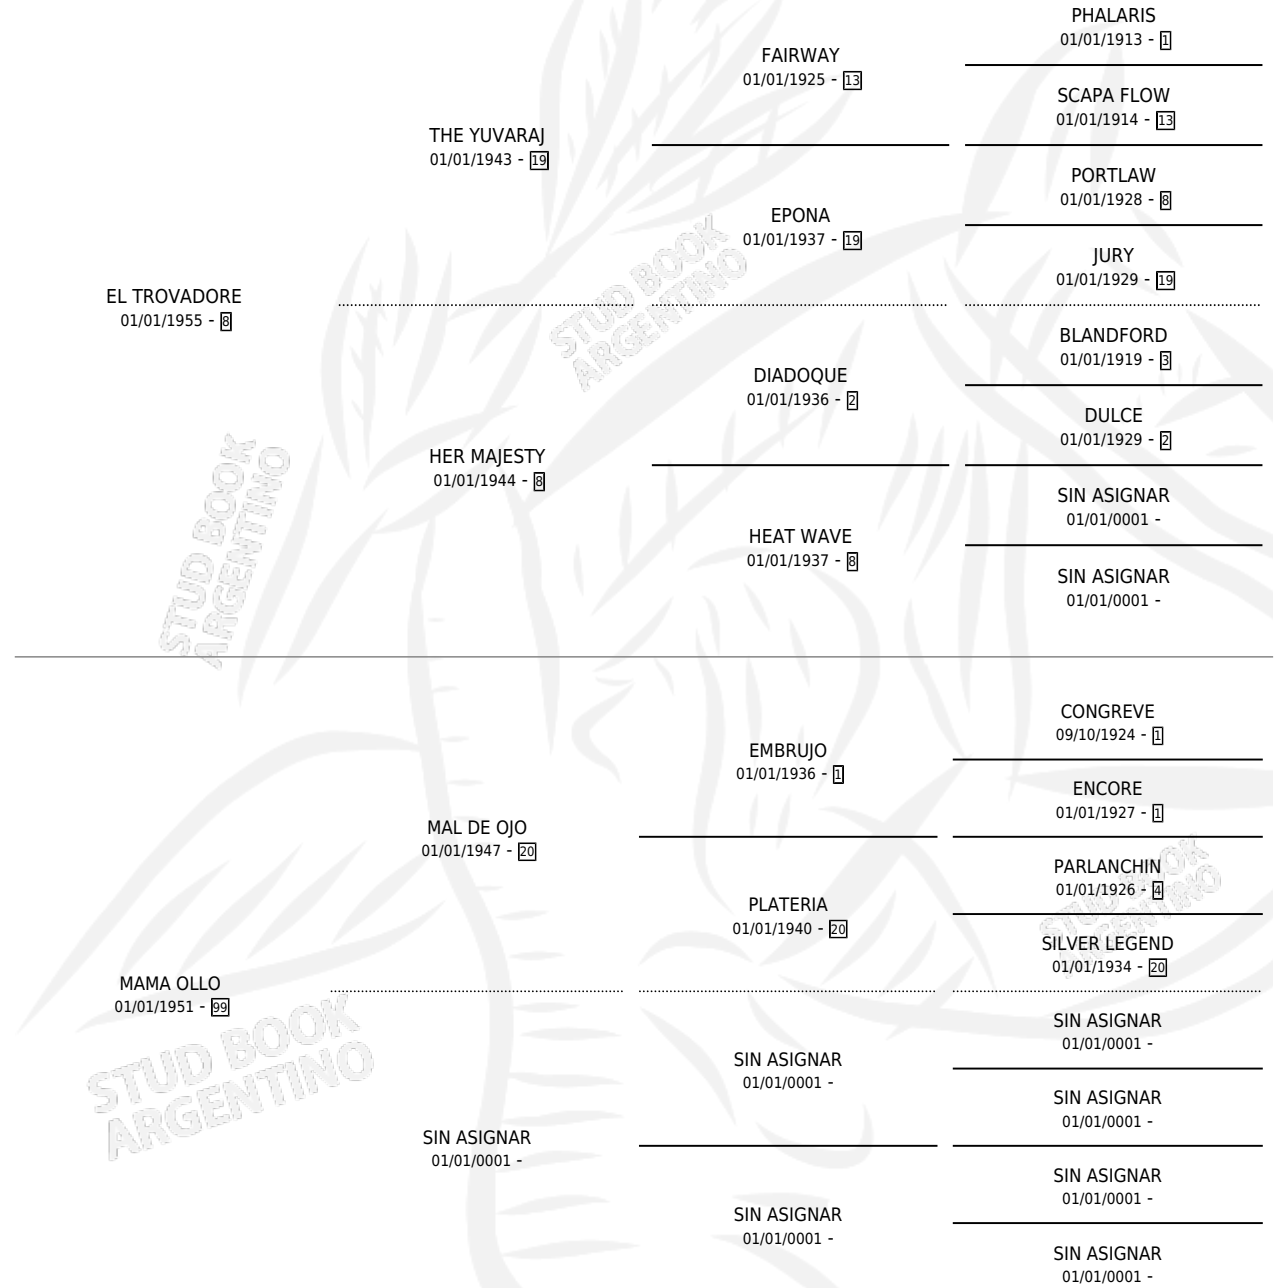 PHALARIS
01/01/1913 - 1
FAIRWAY
01/01/1925 - 13
SCAPA FLOW
01/01/1914 - 13
THE YUVARAJ
01/01/1943 - 19
PORTLAW
01/01/1928 - 8
EPONA
01/01/1937 - 19
JURY
01/01/1929 - 19
EL TROVADORE
01/01/1955 - 8
BLANDFORD
01/01/1919 - 3
DIADOQUE
01/01/1936 - 2
DULCE
01/01/1929 - 2
HER MAJESTY
01/01/1944 - 8
SIN ASIGNAR
01/01/0001 -
HEAT WAVE
01/01/1937 - 8
SIN ASIGNAR
01/01/0001 -
CONGREVE
09/10/1924 - 1
EMBRUJO
01/01/1936 - 1
ENCORE
01/01/1927 - 1
MAL DE OJO
01/01/1947 - 20
PARLANCHIN
01/01/1926 - 4
PLATERIA
01/01/1940 - 20
SILVER LEGEND
01/01/1934 - 20
MAMA OLLO
01/01/1951 - 99
SIN ASIGNAR
01/01/0001 -
SIN ASIGNAR
01/01/0001 -
SIN ASIGNAR
01/01/0001 -
SIN ASIGNAR
01/01/0001 -
SIN ASIGNAR
01/01/0001 -
SIN ASIGNAR
01/01/0001 -
SIN ASIGNAR
01/01/0001 -
STUD BOOK
ARGENTINO
STUD BOOK
ARGENTINO
STUD BOOK
ARGENTINO
STUD BOOK
ARGENTINO